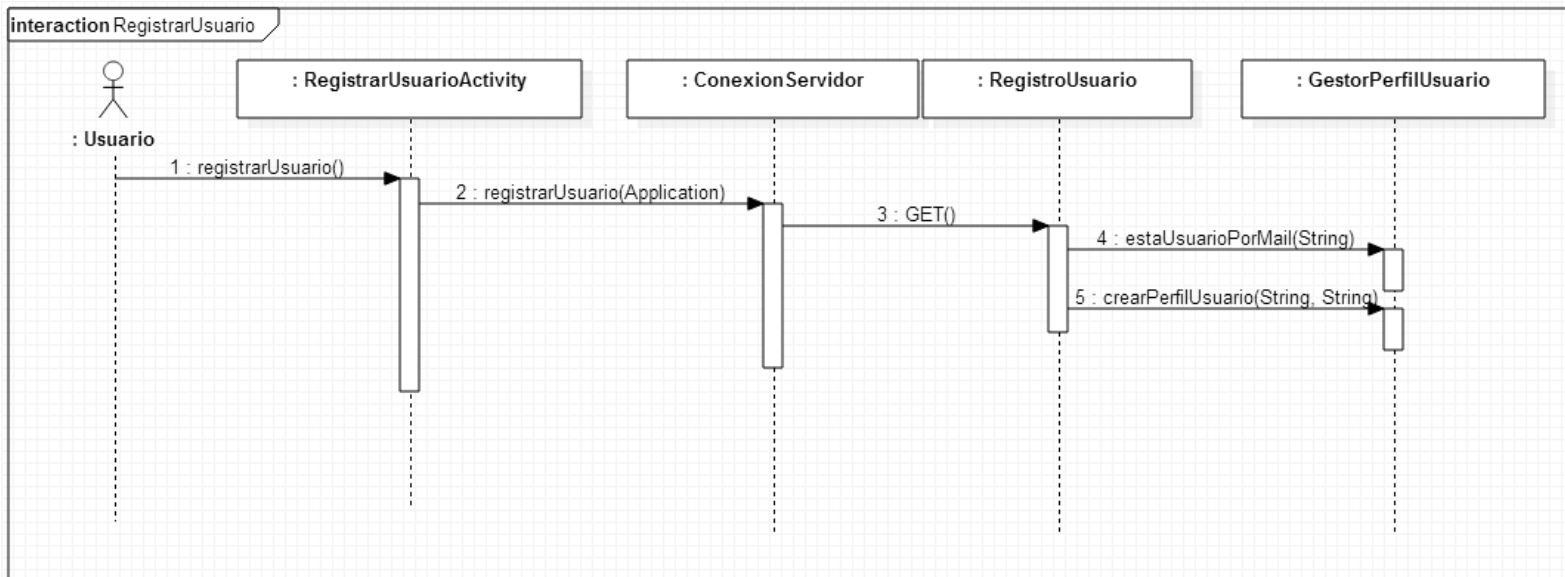 interaction RegistrarUsuario
: RegistrarUsuarioActivity
: ConexionServidor
: RegistroUsuario
: GestorPerfilUsuario
: Usuario
1 : registrarUsuario()
2 : registrarUsuario(Application)
3 : GET()
4 : estaUsuarioPorMail(String)
5 : crearPerfilUsuario(String, String)